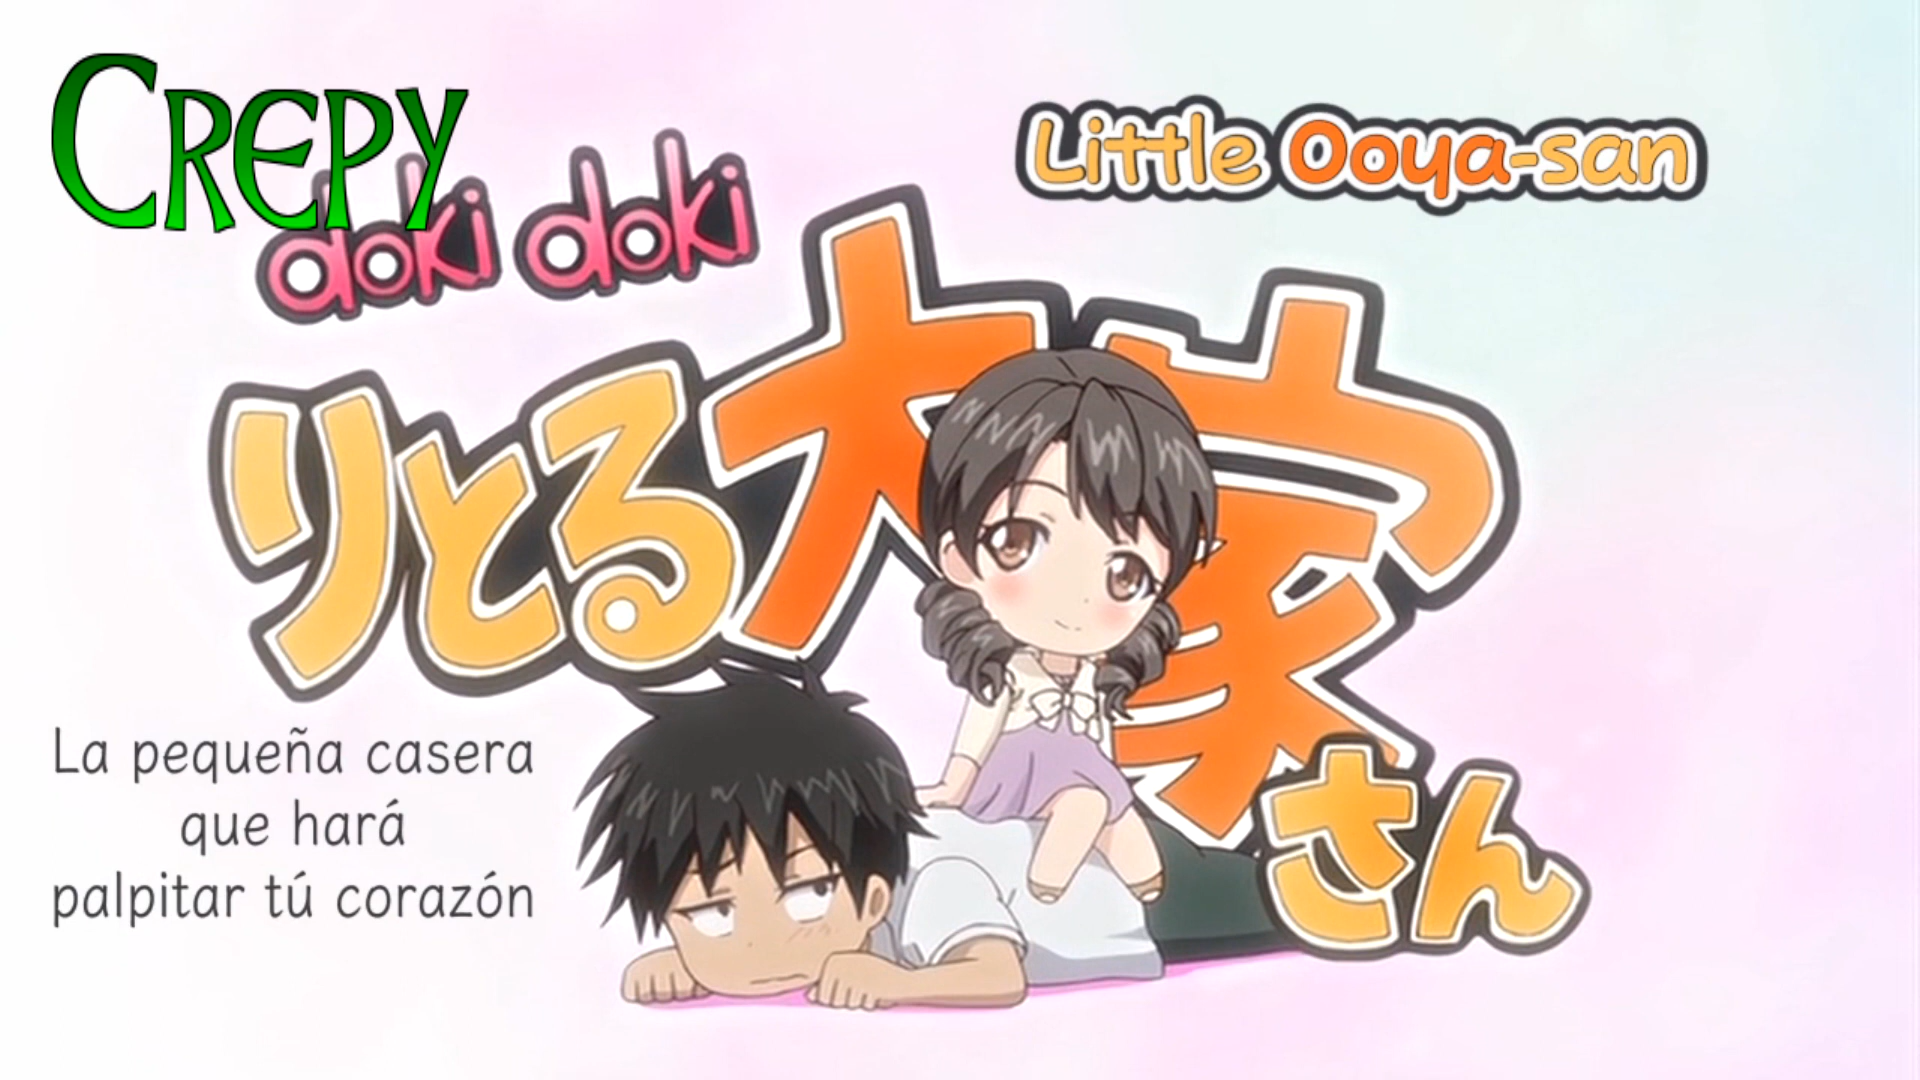 CREPY
Little Ooya-san
doki doki
りとる大家さん
La pequeña casera
que hará
palpitar tú corazón